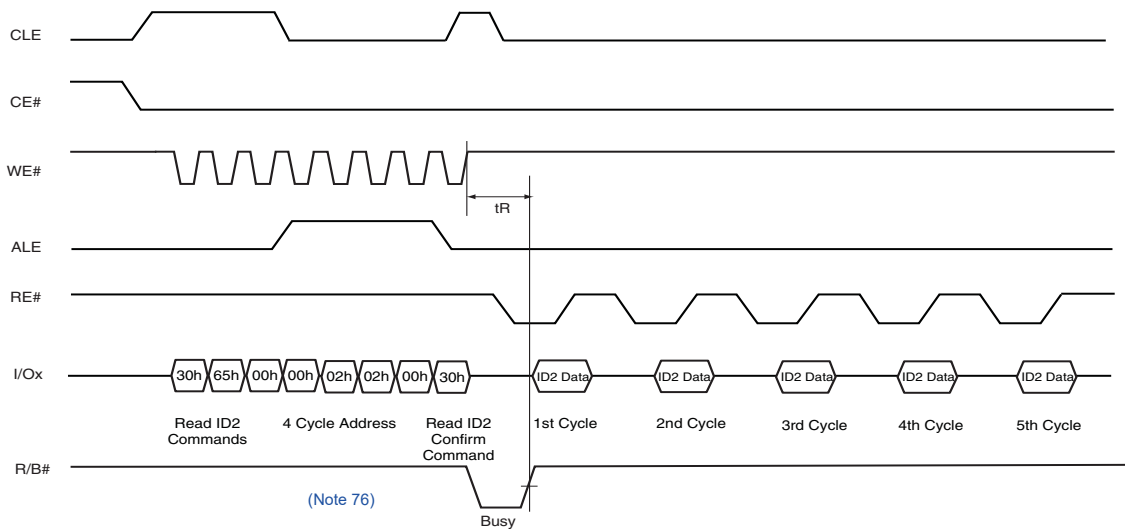 CLE
CE#
WE#
tR
ALE
RE#
I/Ox
30h 65h 00h 00h 02h 02h 00h 30h ID2 Data ID2 Data ID2 Data ID2 Data ID2 Data
Read ID2
Commands
4 Cycle Address
Read ID2
Confirm
Command
1st Cycle 2nd Cycle 3rd Cycle 4th Cycle 5th Cycle
R/B#
(Note 76)
Busy